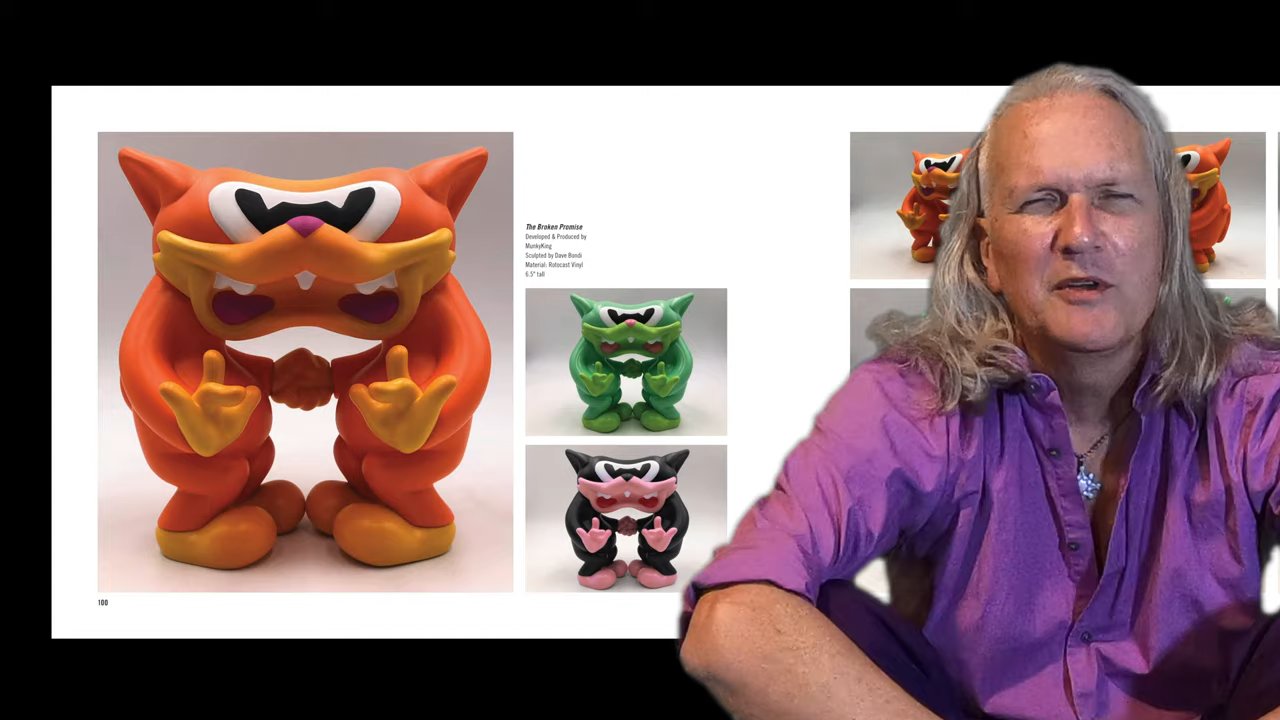 The Broken Promise
Developed & Produced by
MunkyKing
Sculpted by Dave Bondi
Material: Rotocast Vinyl
6.5" tall
100